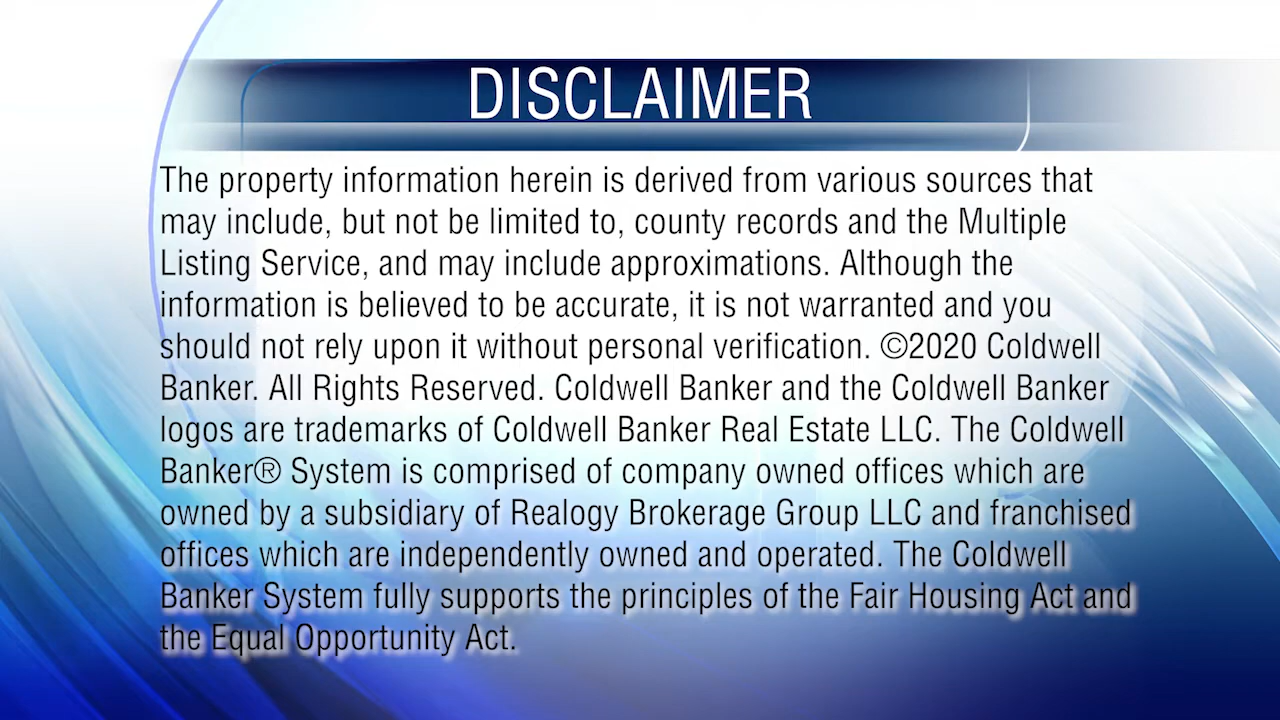 DISCLAIMER
The property information herein is derived from various sources that
may include, but not be limited to, county records and the Multiple
Listing Service, and may include approximations. Although the
information is believed to be accurate, it is not warranted and you
should not rely upon it without personal verification. ©2020 Coldwell
Banker. All Rights Reserved. Coldwell Banker and the Coldwell Banker
logos are trademarks of Coldwell Banker Real Estate LLC. The Coldwell
Banker® System is comprised of company owned offices which are
owned by a subsidiary of Realogy Brokerage Group LLC and franchised
offices which are independently owned and operated. The Coldwell
Banker System fully supports the principles of the Fair Housing Act and
the Equal Opportunity Act.